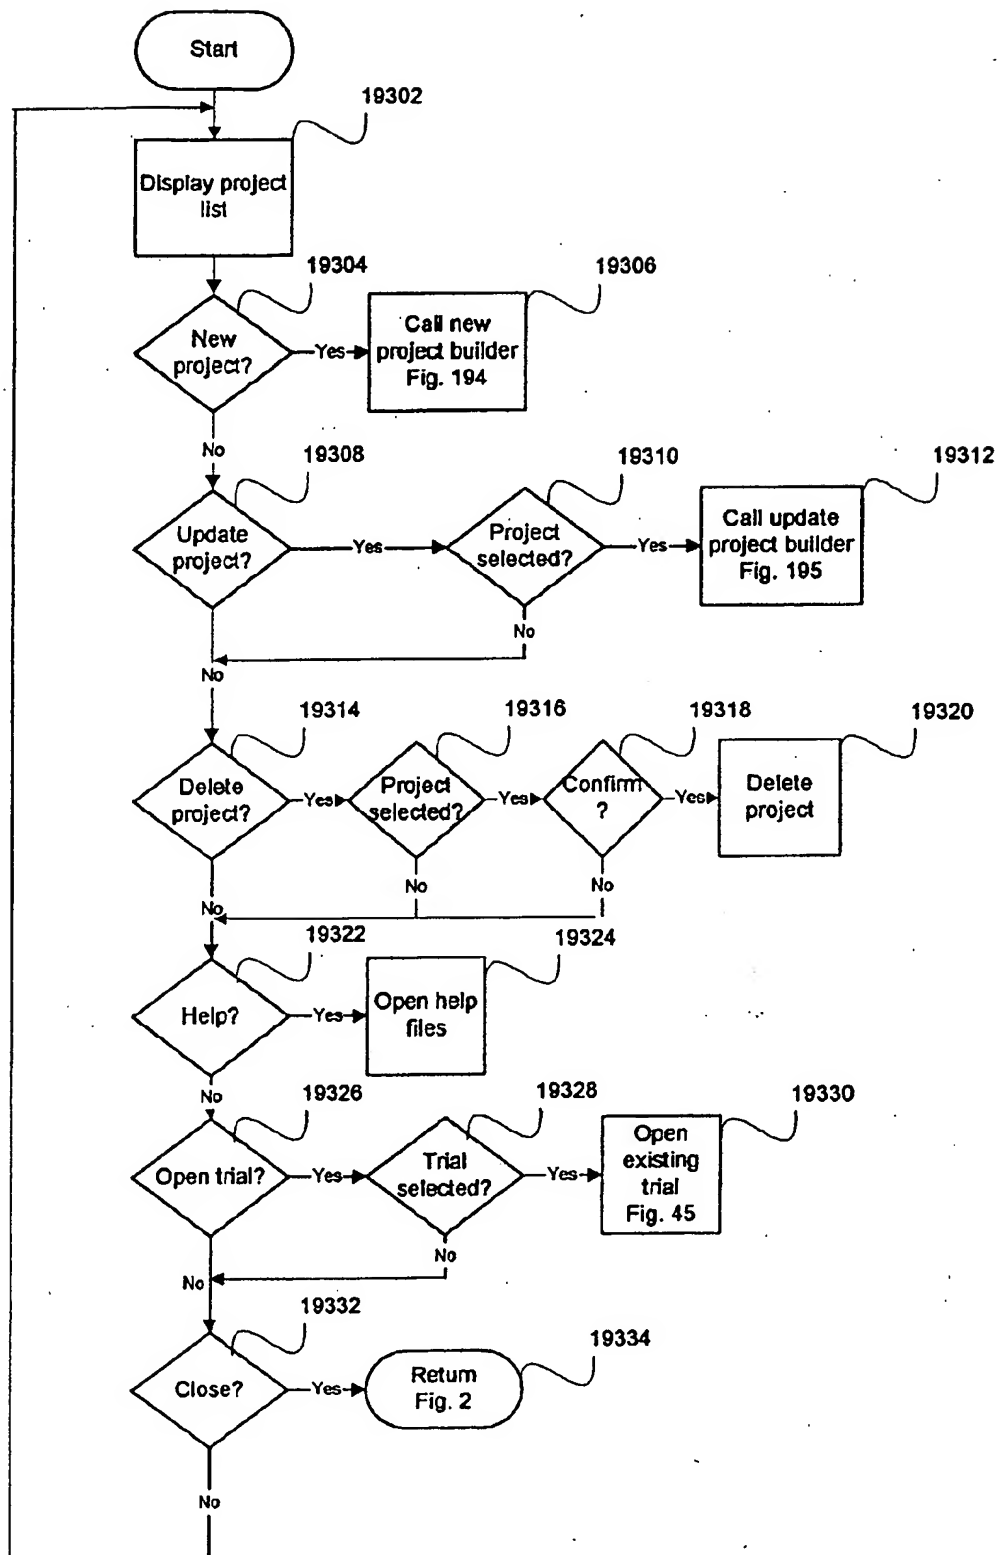 Start
19302
Display project
list
19304
19306
New
project?
Yes
Call new
project builder
Fig. 194
No
19308
19310
19312
Update
project?
Yes
Project
selected?
Yes
Call update
project builder
Fig. 195
No
No
19314
19316
19318
19320
Delete
project?
Yes
Project
selected?
Yes
Confirm
?
Yes
Delete
project
No
No
No
19322
19324
Help?
Yes
Open help
files
No
19326
19328
19330
Open trial?
Yes
Trial
selected?
Yes
Open
existing
trial
Fig. 45
No
No
19332
19334
Close?
Yes
Return
Fig. 2
No